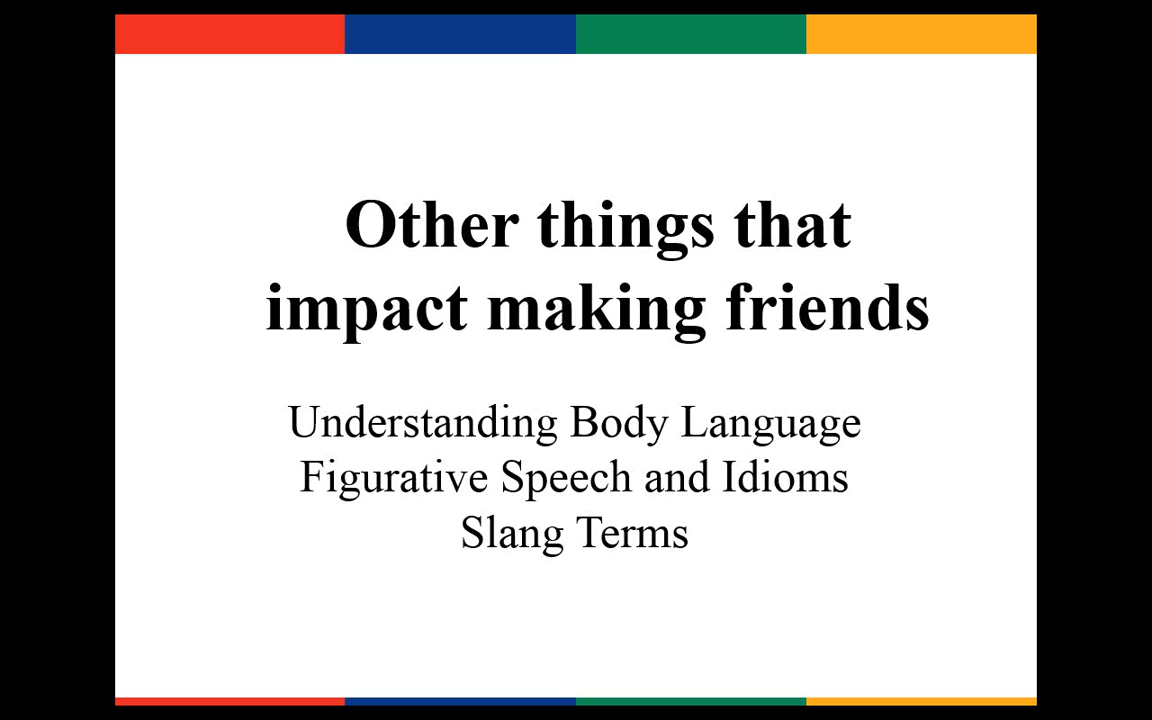 Other things that
impact making friends
Understanding Body Language
Figurative Speech and Idioms
Slang Terms